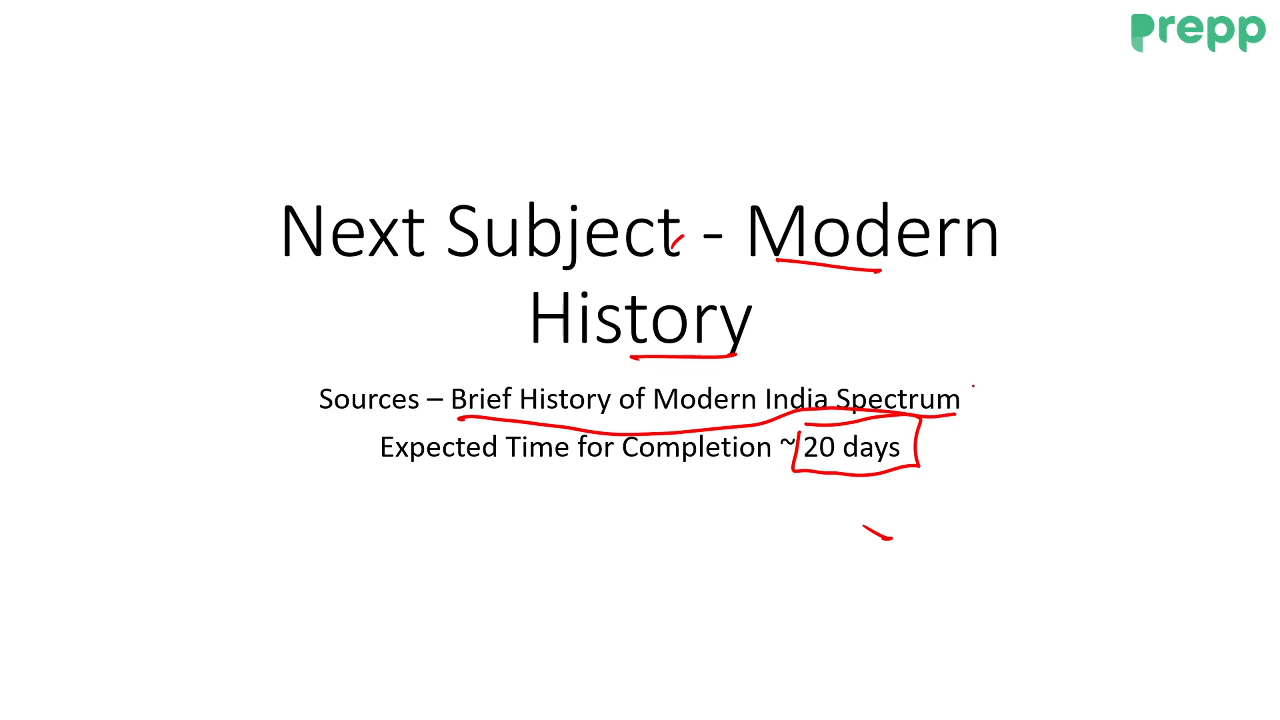 prepp
Next Subject - Modern
History
Sources – Brief History of Modern India Spectrum
Expected Time for Completion ~ 20 days